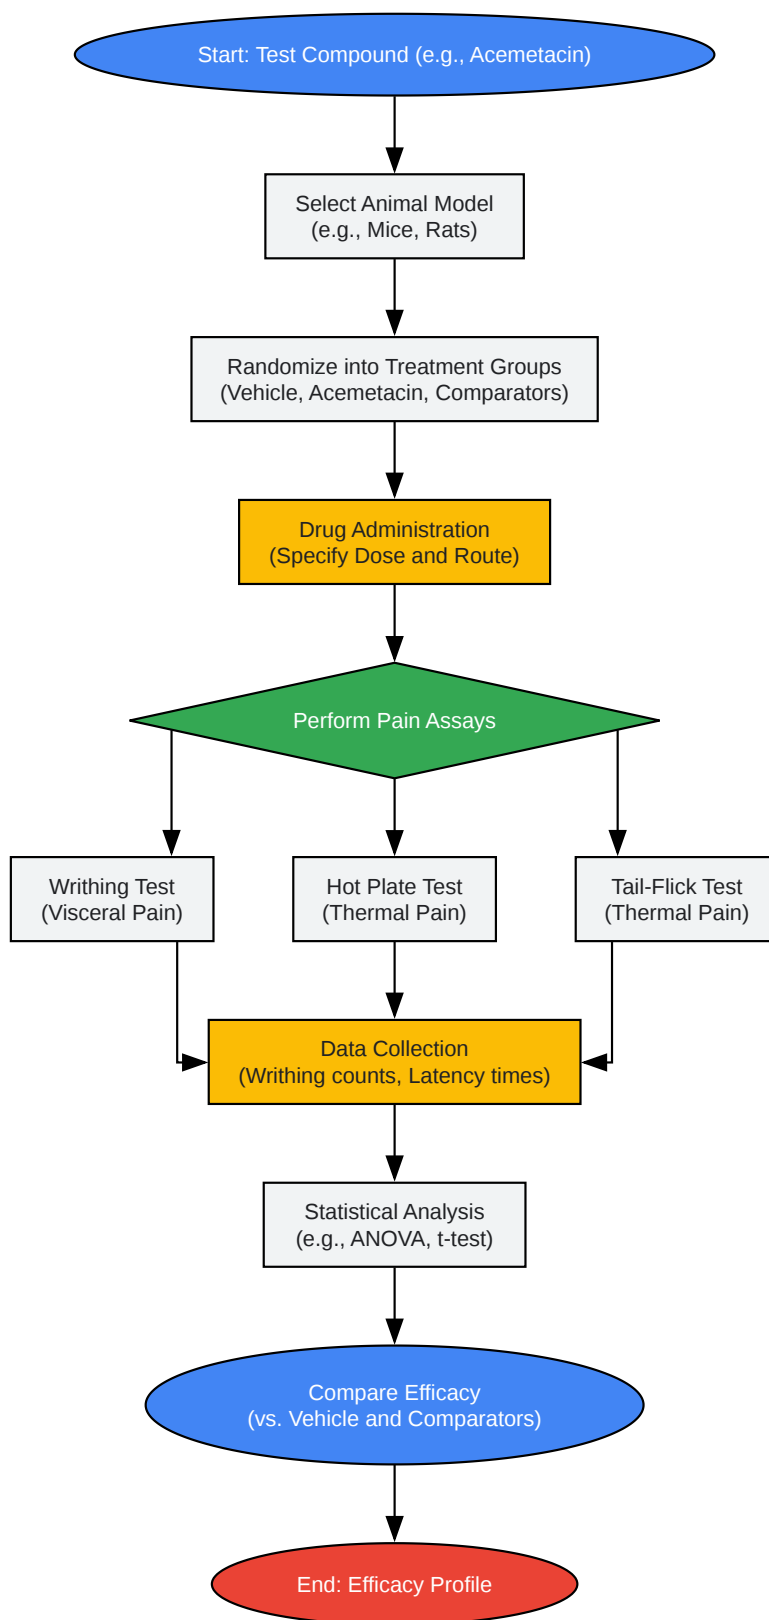 Start: Test Compound (e.g., Acemetacin)
Select Animal Model
(e.g., Mice, Rats)
Randomize into Treatment Groups
(Vehicle, Acemetacin, Comparators)
Drug Administration
(Specify Dose and Route)
Perform Pain Assays
Writhing Test
(Visceral Pain)
Hot Plate Test
(Thermal Pain)
Tail-Flick Test
(Thermal Pain)
Data Collection
(Writhing counts, Latency times)
Statistical Analysis
(e.g., ANOVA, t-test)
Compare Efficacy
(vs. Vehicle and Comparators)
End: Efficacy Profile